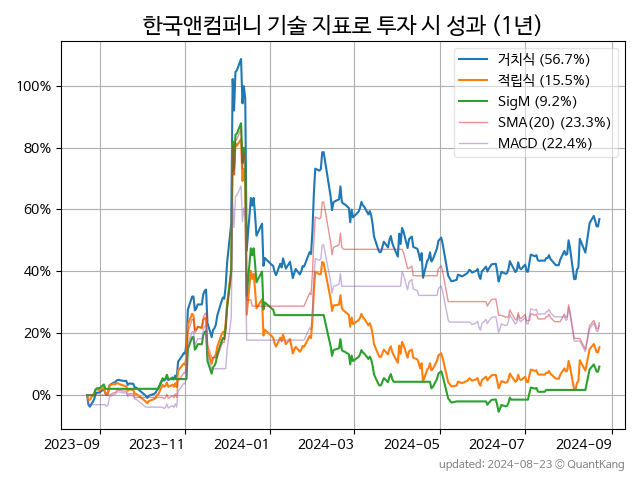 한국앤컴퍼니 기술 지표로 투자 시 성과 (1년)
거치식 (56.7%)
적립식 (15.5%)
SigM (9.2%)
SMA(20) (23.3%)
MACD (22.4%)
100%
80%
60%
40%
20%
0%
2023-09 2023-11 2024-01 2024-03 2024-05 2024-07 2024-09
updated: 2024-08-23 © QuantKang